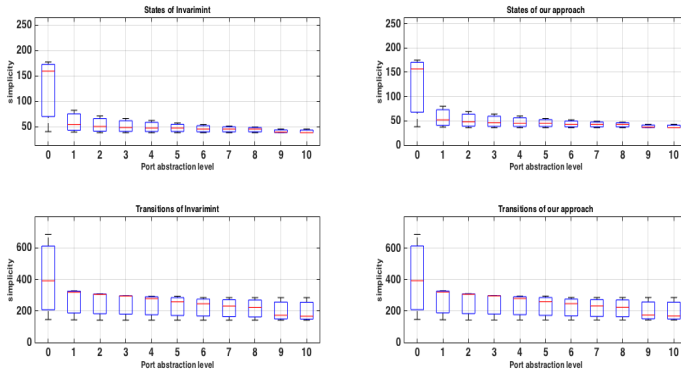 States of Invarimint
250
200
150
100
50
simplicity
0 1 2 3 4 5 6 7 8 9 10
Port abstraction level
States of our approach
250
200
150
100
50
0
simplicity
0 1 2 3 4 5 6 7 8 9 10
Port abstraction level
Transitions of Invarimint
600
400
200
0
simplicity
0 1 2 3 4 5 6 7 8 9 10
Port abstraction level
Transitions of our approach
600
400
200
0
simplicity
0 1 2 3 4 5 6 7 8 9 10
Port abstraction level